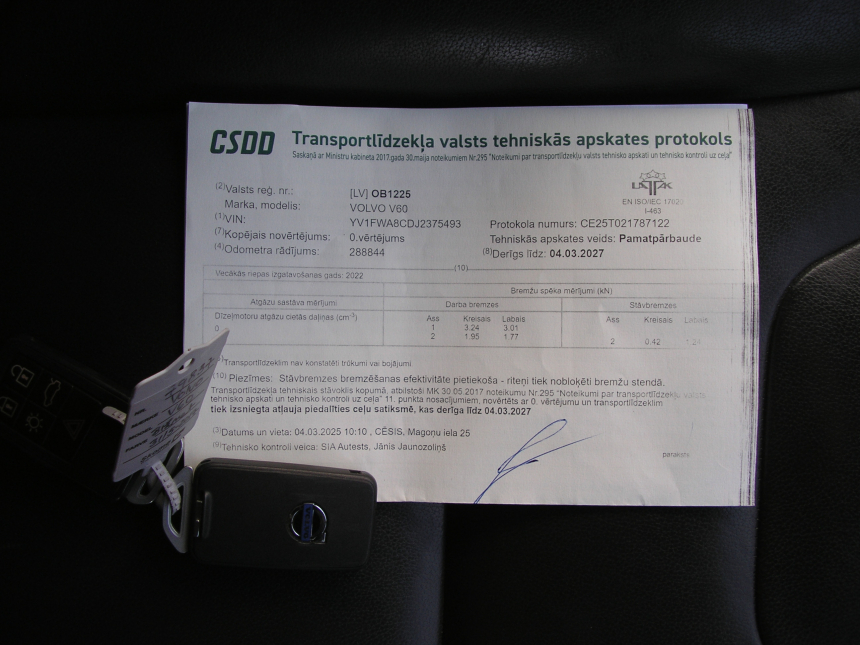 CSDD Transportlīdzekļa valsts tehniskās apskates protokols
Saskaņā ar Ministru kabineta 2017.gada 30.maija noteikumiem Nr.295 "Noteikumi par transportlīdzekļu valsts tehnisko apskati un tehnisko kontroli uz ceļa"
(2)Valsts reģ. nr.: [LV] OB1225
Marka, modelis: VOLVO V60
(1)VIN: YV1FWA8CDJ2375493
(7)Kopējais novērtējums: 0.vērtējums
(4)Odometra rādījums: 288844
LATAK
EN ISO/IEC 17020
I-463
Protokola numurs: CE25T021787122
Tehniskās apskates veids: Pamatpārbaude
(8)Derīgs līdz: 04.03.2027
(10)
Vecākās riepas izgatavošanas gads: 2022
Bremžu spēka mērījumi (kN)
Atgāzu sastāva mērījumi Darba bremzes Stāvbremzes
Dīzeļmotoru atgāzu cietās daļiņas (cm-3) Ass Kreisais Labais Ass Kreisais Labais
0 1 3.24 3.01
2 1.95 1.77 2 0.42 1.24
Transportlīdzeklim nav konstatēti trūkumi vai bojājumi
(10) Piezīmes: Stāvbremzes bremzēšanas efektivitāte pietiekoša - riteņi tiek nobloķēti bremžu stendā.
Transportlīdzekļa tehniskais stāvoklis kopumā, atbilstoši MK 30.05.2017 noteikumu Nr.295 "Noteikumi par transportlīdzekļu valsts
tehnisko apskati un tehnisko kontroli uz ceļa" 11. punkta nosacījumiem, novērtēts ar 0. vērtējumu un transportlīdzeklim
tiek izsniegta atļauja piedalīties ceļu satiksmē, kas derīga līdz 04.03.2027
(3)Datums un vieta: 04.03.2025 10:10 , CĒSIS, Magoņu iela 25
(9)Tehnisko kontroli veica: SIA Autests, Jānis Jaunozoliņš
paraksts